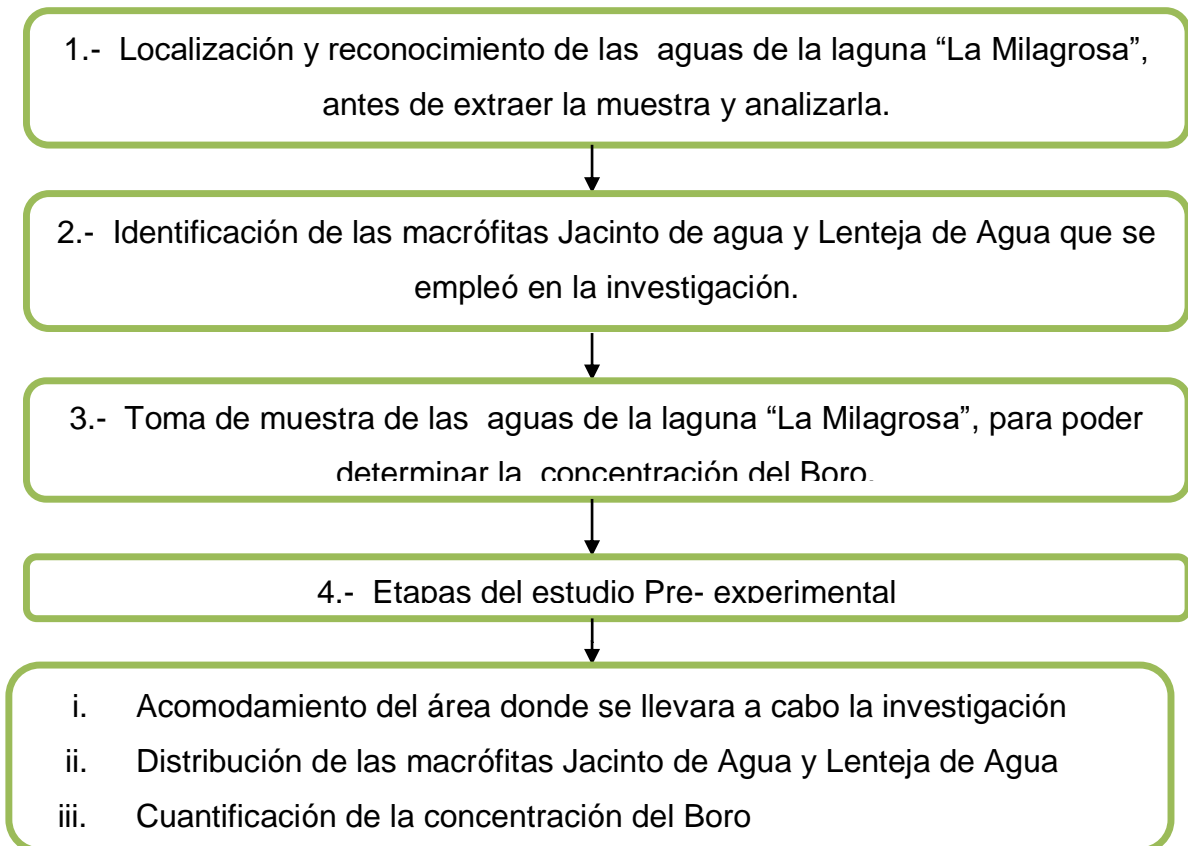 1.- Localización y reconocimiento de las aguas de la laguna “La Milagrosa”,
antes de extraer la muestra y analizarla.
2.- Identificación de las macrófitas Jacinto de agua y Lenteja de Agua que se
empleó en la investigación.
3.- Toma de muestra de las aguas de la laguna “La Milagrosa”, para poder
determinar la concentración del Boro.
4.- Etapas del estudio Pre- experimental
i. Acomodamiento del área donde se llevara a cabo la investigación
ii. Distribución de las macrófitas Jacinto de Agua y Lenteja de Agua
iii. Cuantificación de la concentración del Boro